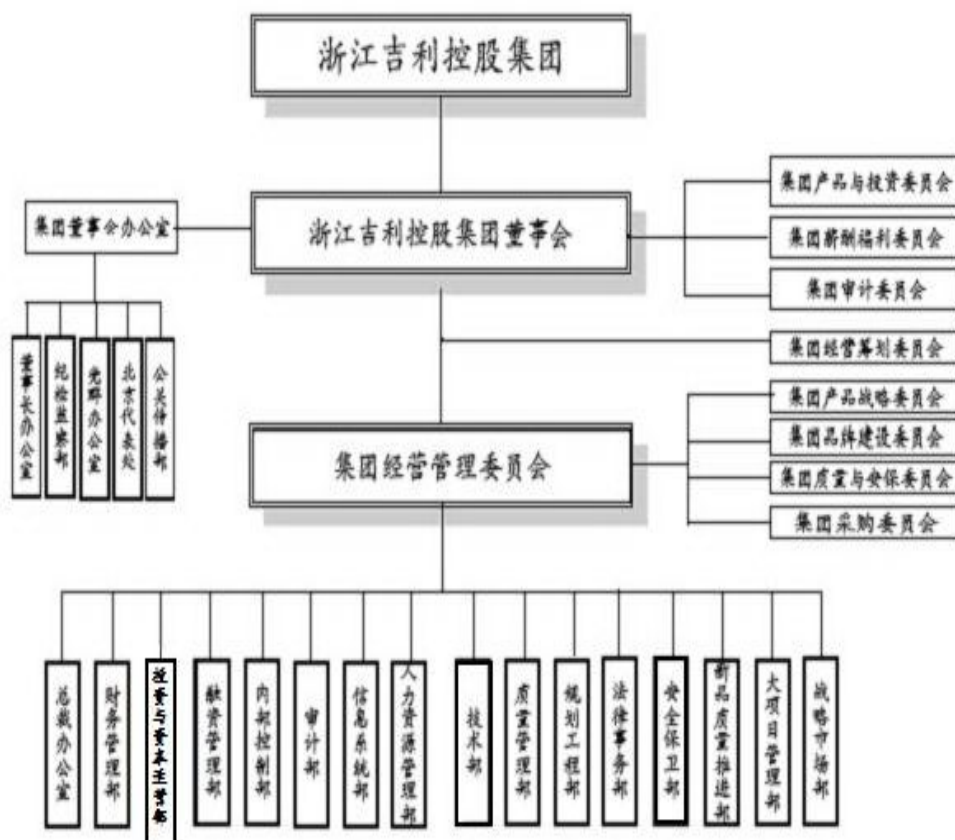 浙江吉利控股集团
集团产品与投资委员会
集团董事会办公室
浙江吉利控股集团董事会
集团薪酬福利委员会
集团审计委员会
集团经营筹划委员会
董事长办公室
纪检监察部
党群办公室
北京代表处
公关传播部
集团产品战略委员会
集团品牌建设委员会
集团经营管理委员会
集团质量与安保委员会
集团采购委员会
总裁办公室
财务管理部
投资与资本运营部
融资管理部
内部控制部
审计部
信息系统部
人力资源管理部
技术部
质量管理部
规划工程部
法律事务部
安全保卫部
新品质量推进部
大项目管理部
战略市场部